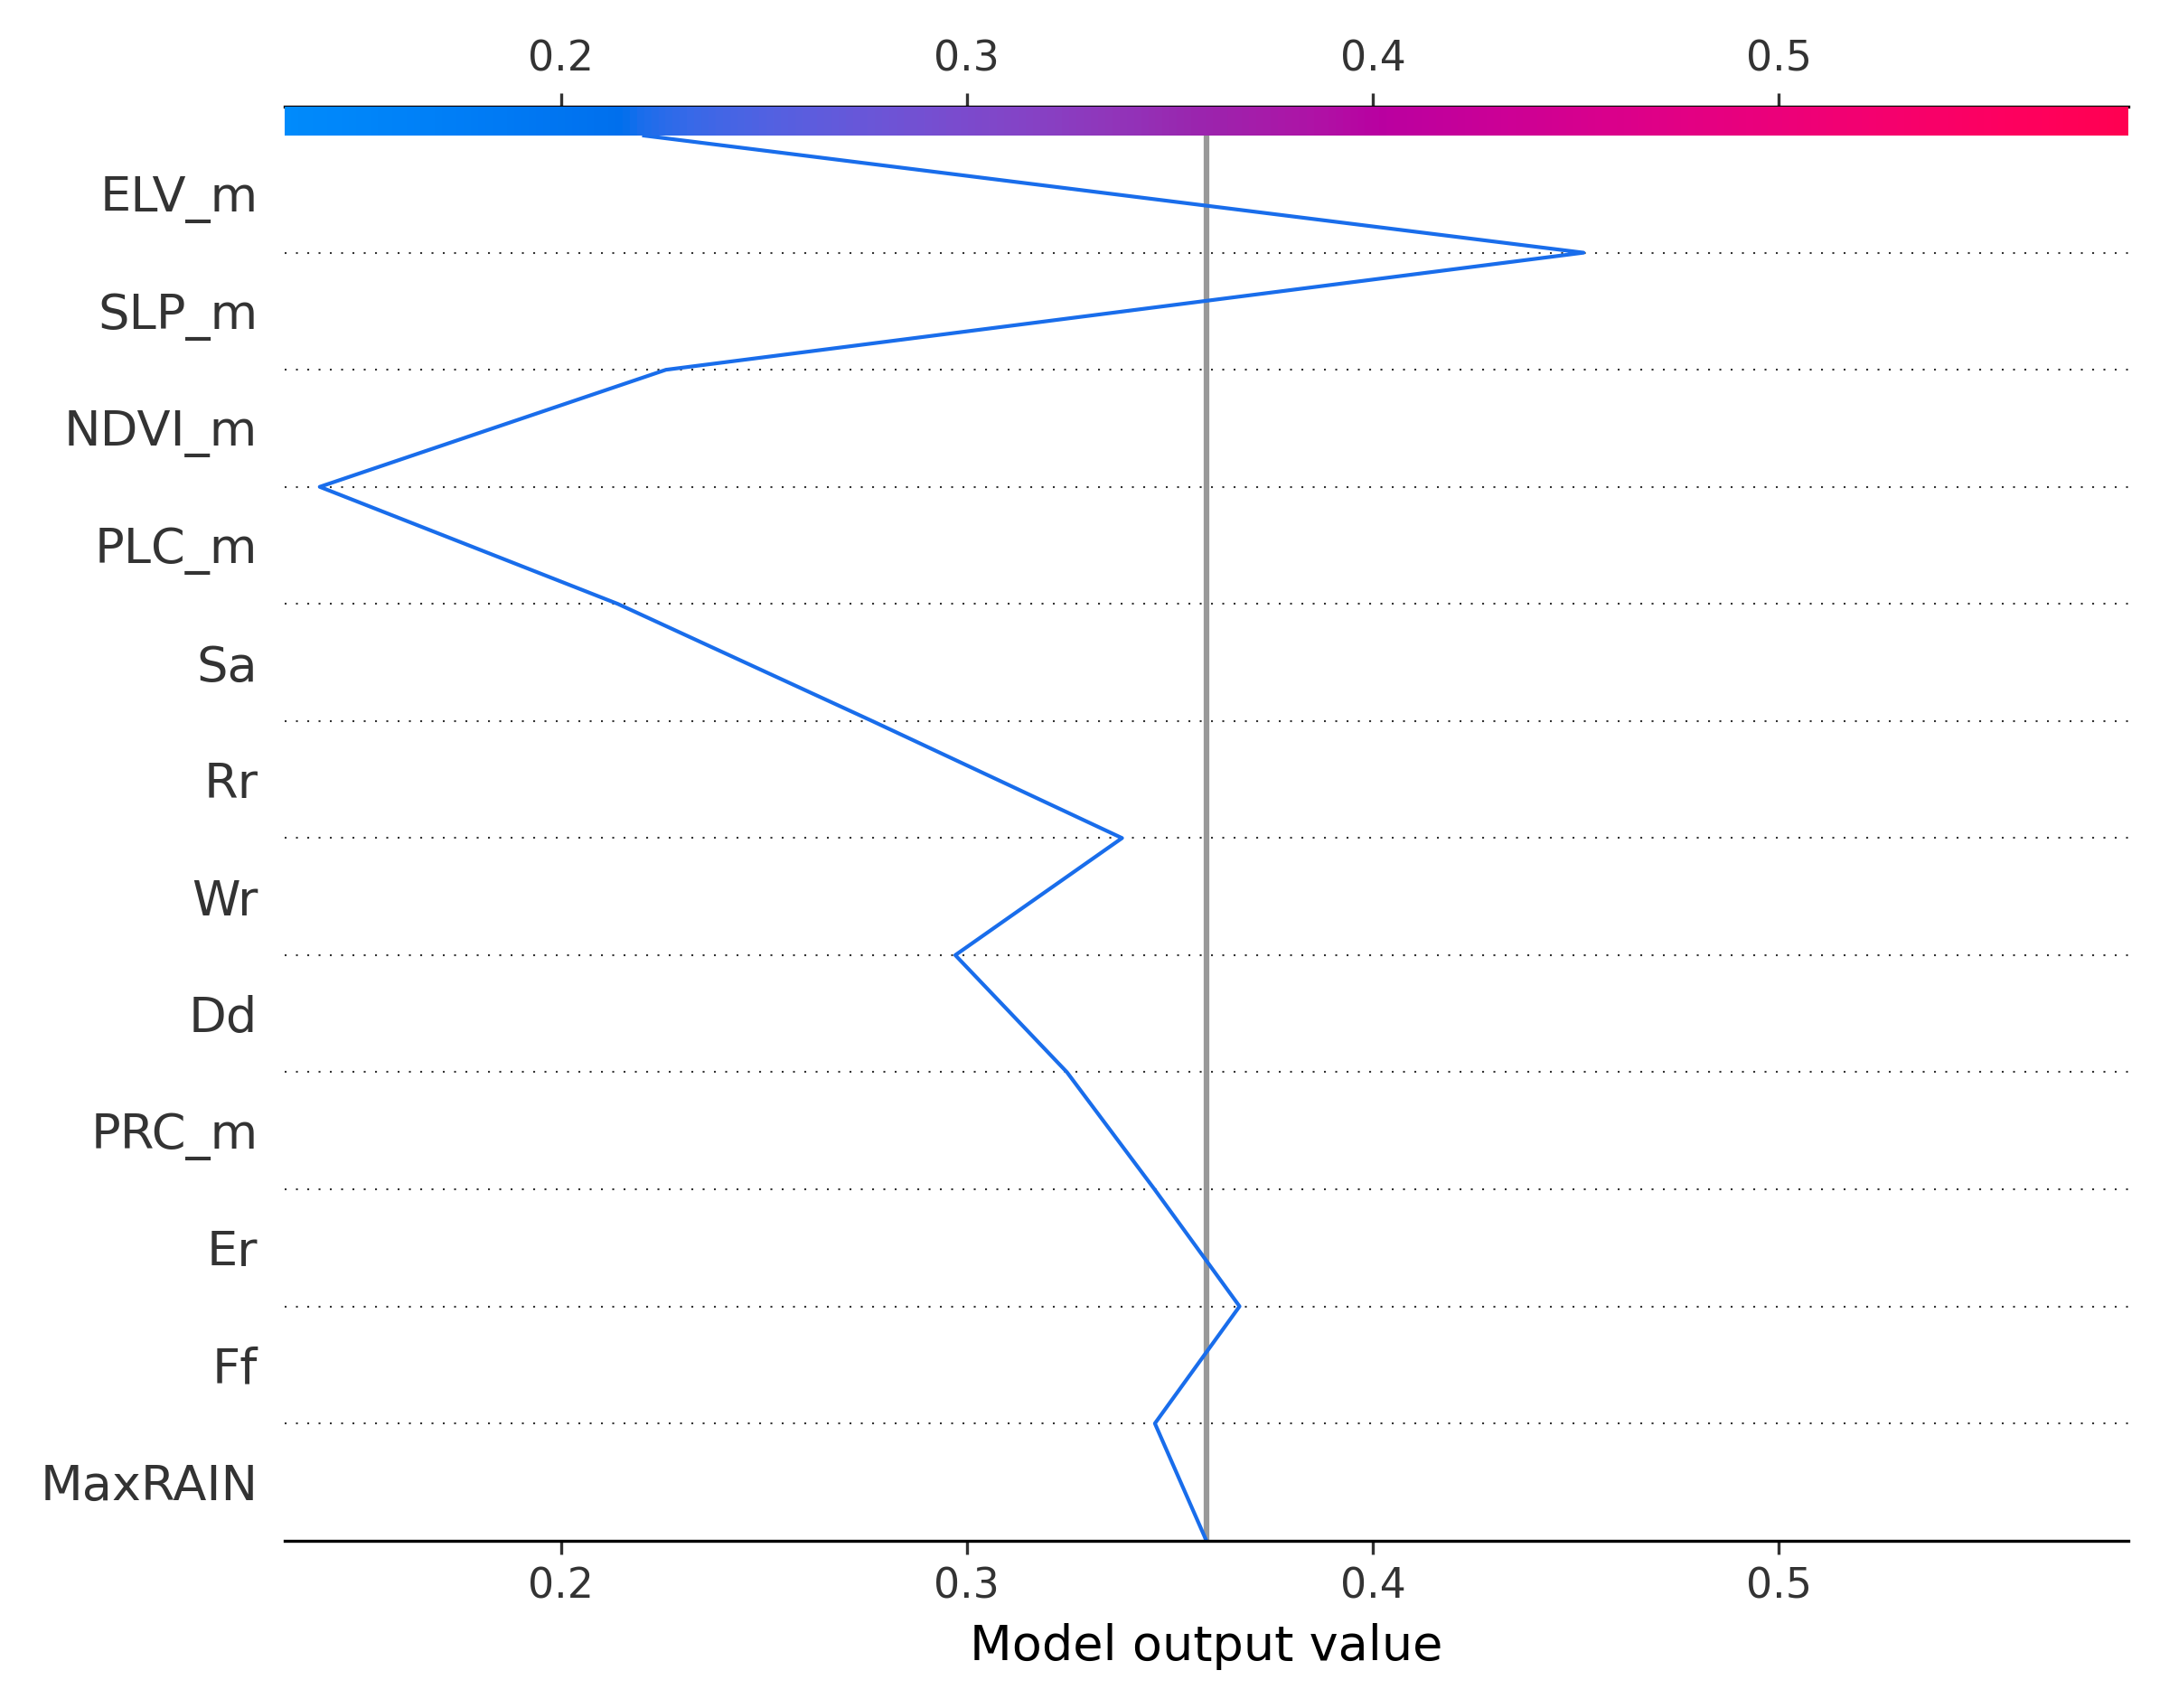 0.2 0.3 0.4 0.5
ELV_m
SLP_m
NDVI_m
PLC_m
Sa
Rr
Wr
Dd
PRC_m
Er
Ff
MaxRAIN
0.2 0.3 0.4 0.5
Model output value